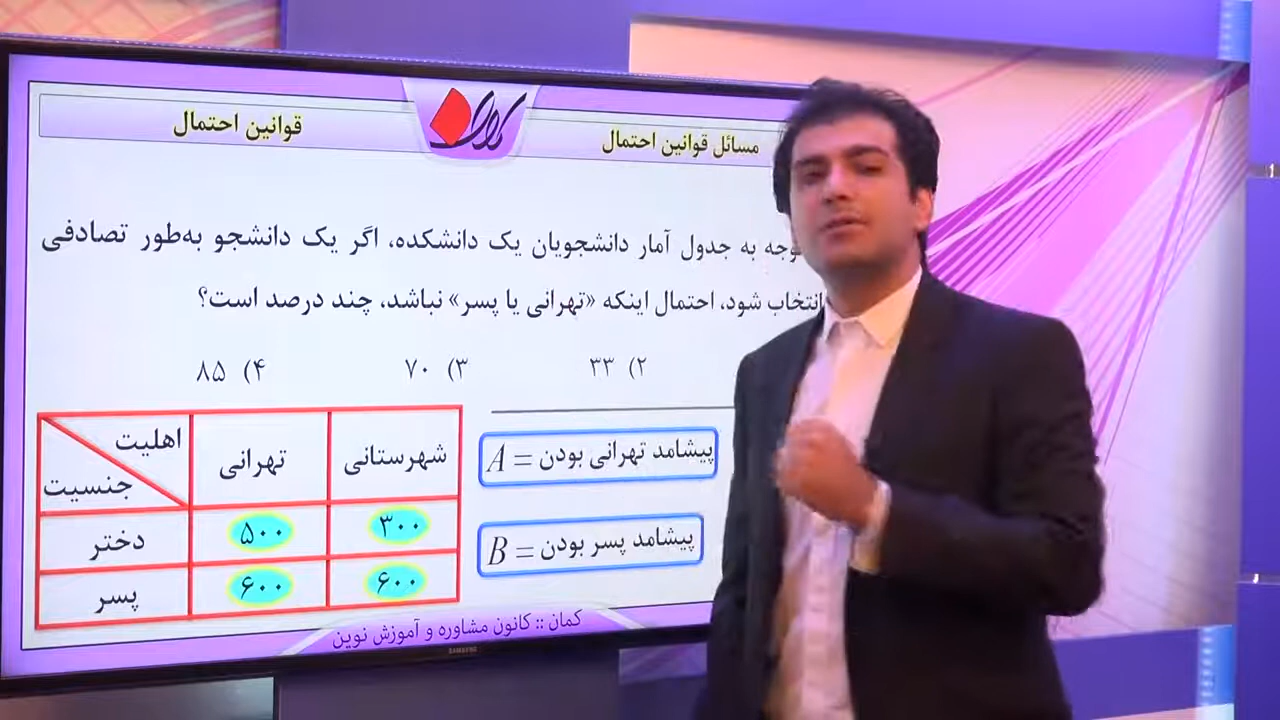 مسائل قوانین احتمال
قوانین احتمال
به جدول آمار دانشجویان یک دانشکده، اگر یک دانشجو به‌طور تصادفی
انتخاب شود، احتمال اینکه «تهرانی یا پسر» نباشد، چند درصد است؟
۲) ۳۳
۳) ۷۰
۴) ۸۵
پیشامد تهرانی بودن = A
پیشامد پسر بودن = B
اهلیت
جنسیت
تهرانی
شهرستانی
دختر
۵۰۰
۳۰۰
پسر
۶۰۰
۶۰۰
کمان :: کانون مشاوره و آموزش نوین
SAMSUNG